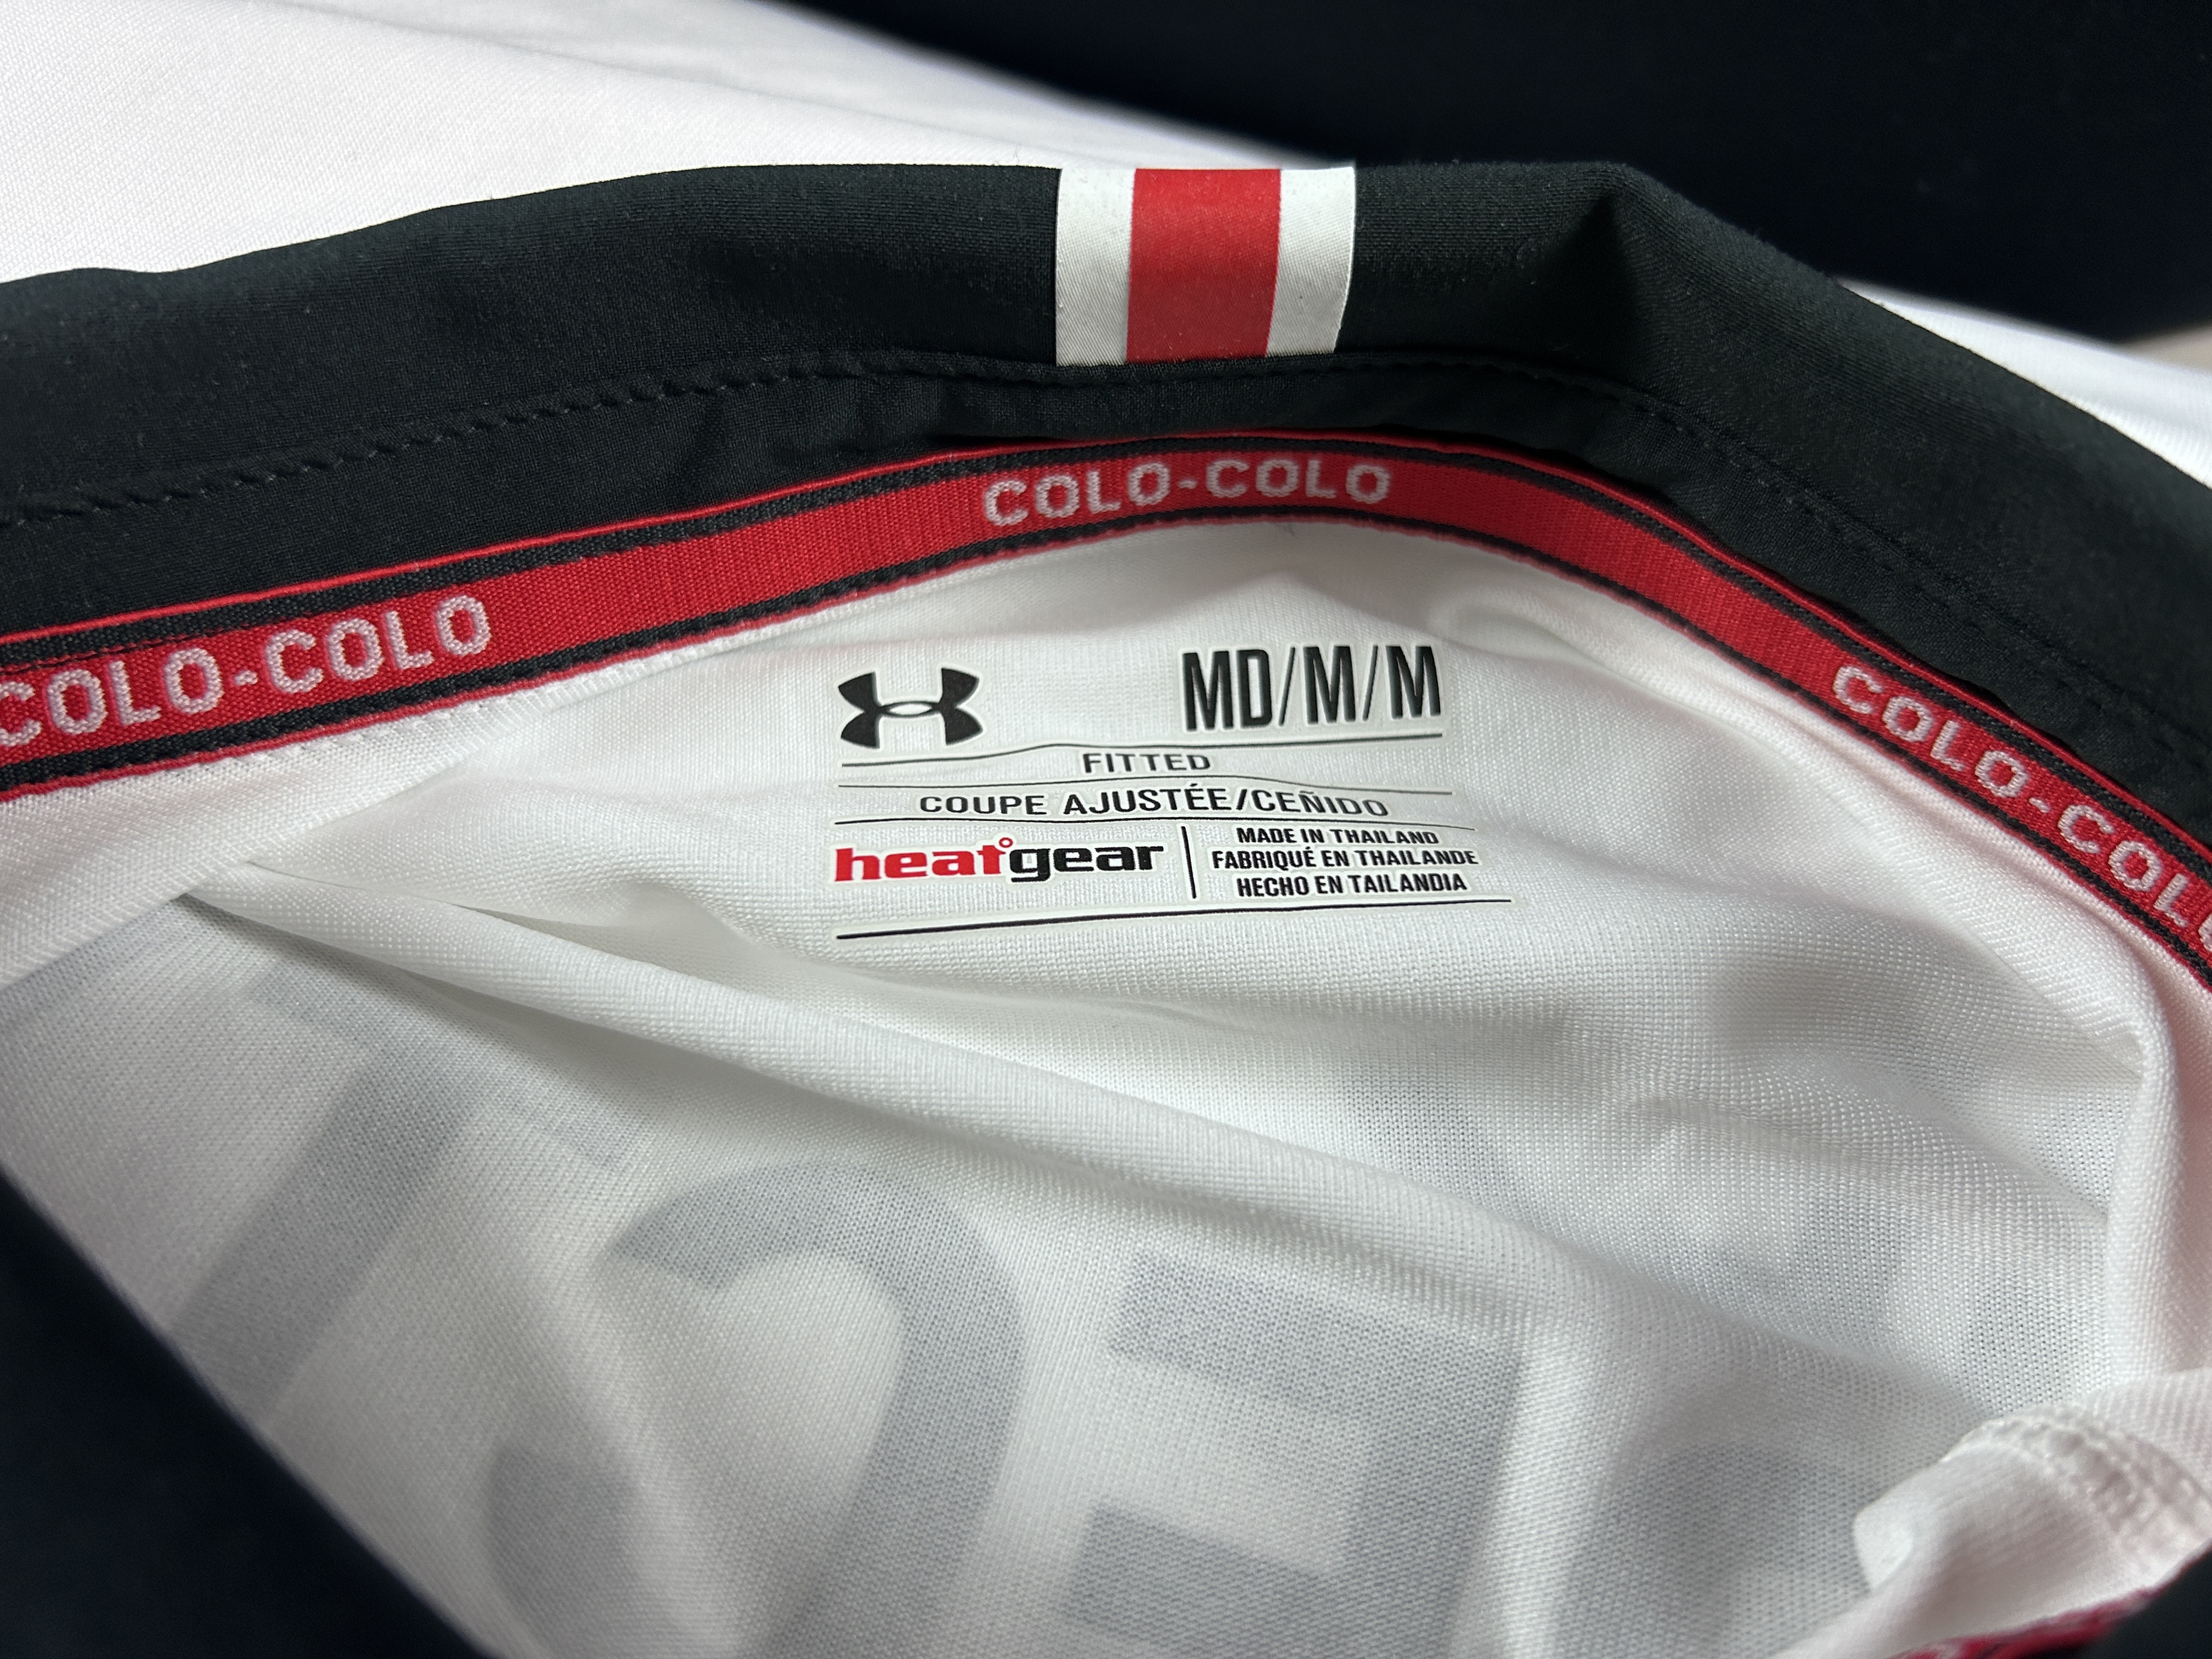 COLO-COLO
COLO-COLO
COLO-COLO
MD/M/M
FITTED
COUPE AJUSTÉE/CEÑIDO
heatgear
MADE IN THAILAND
FABRIQUÉ EN THAILANDE
HECHO EN TAILANDIA